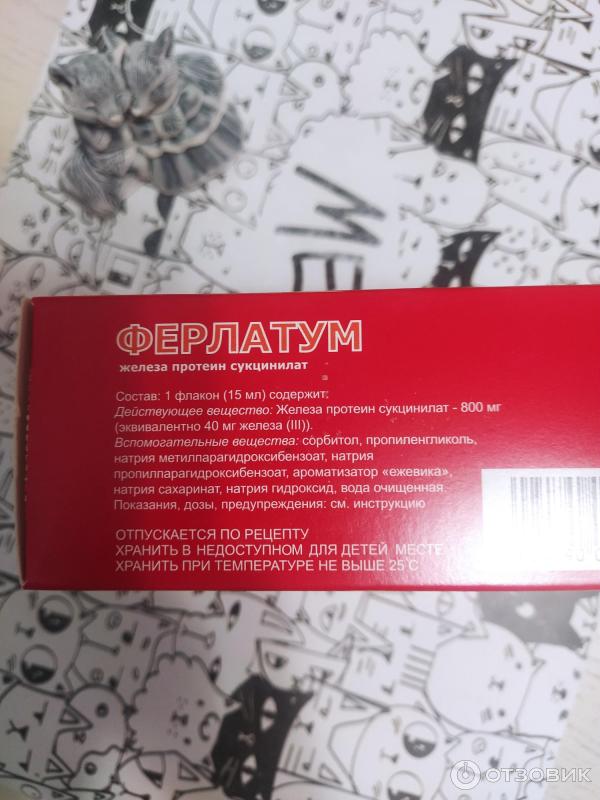 ME
ФЕРЛАТУМ
железа протеин сукцинилат
Состав: 1 флакон (15 мл) содержит:
Действующее вещество: Железа протеин сукцинилат - 800 мг
(эквивалентно 40 мг железа (III)).
Вспомогательные вещества: сорбитол, пропиленгликоль,
натрия метилпарагидроксибензоат, натрия
пропилпарагидроксибензоат, ароматизатор «ежевика»,
натрия сахаринат, натрия гидроксид, вода очищенная.
Показания, дозы, предупреждения: см. инструкцию
ОТПУСКАЕТСЯ ПО РЕЦЕПТУ
ХРАНИТЬ В НЕДОСТУПНОМ ДЛЯ ДЕТЕЙ МЕСТЕ
ХРАНИТЬ ПРИ ТЕМПЕРАТУРЕ НЕ ВЫШЕ 25°C
ОТЗОВИК